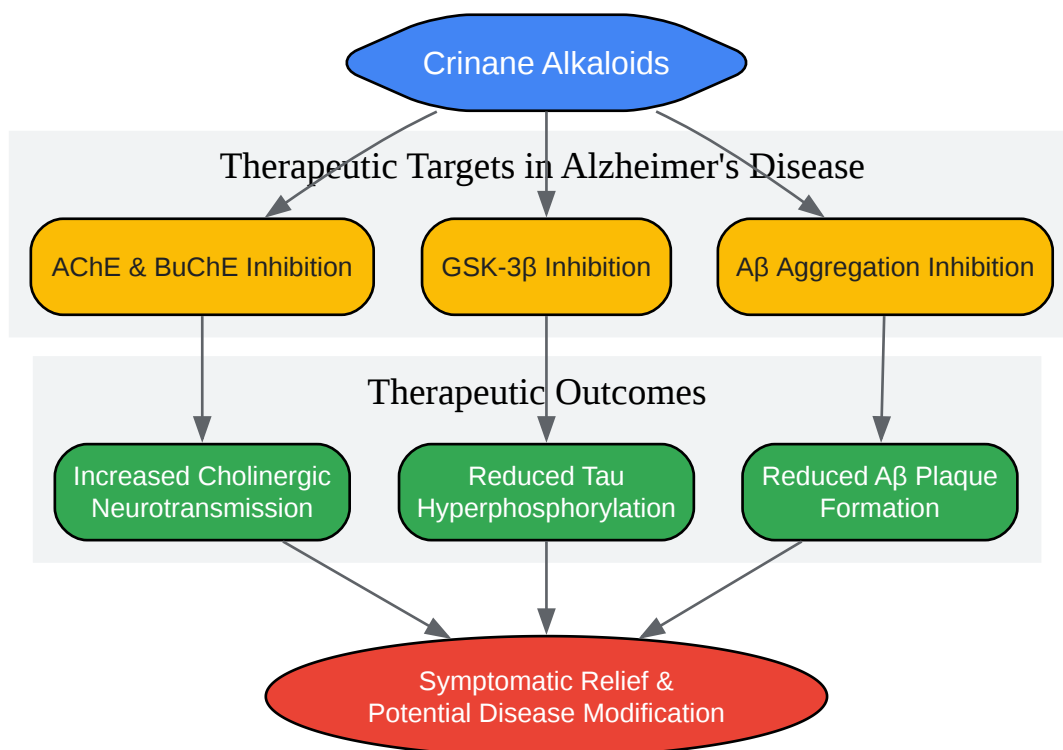 Crinane Alkaloids
Therapeutic Targets in Alzheimer's Disease
AChE & BuChE Inhibition
GSK-3β Inhibition
Aβ Aggregation Inhibition
Therapeutic Outcomes
Increased Cholinergic
Neurotransmission
Reduced Tau
Hyperphosphorylation
Reduced Aβ Plaque
Formation
Symptomatic Relief &
Potential Disease Modification